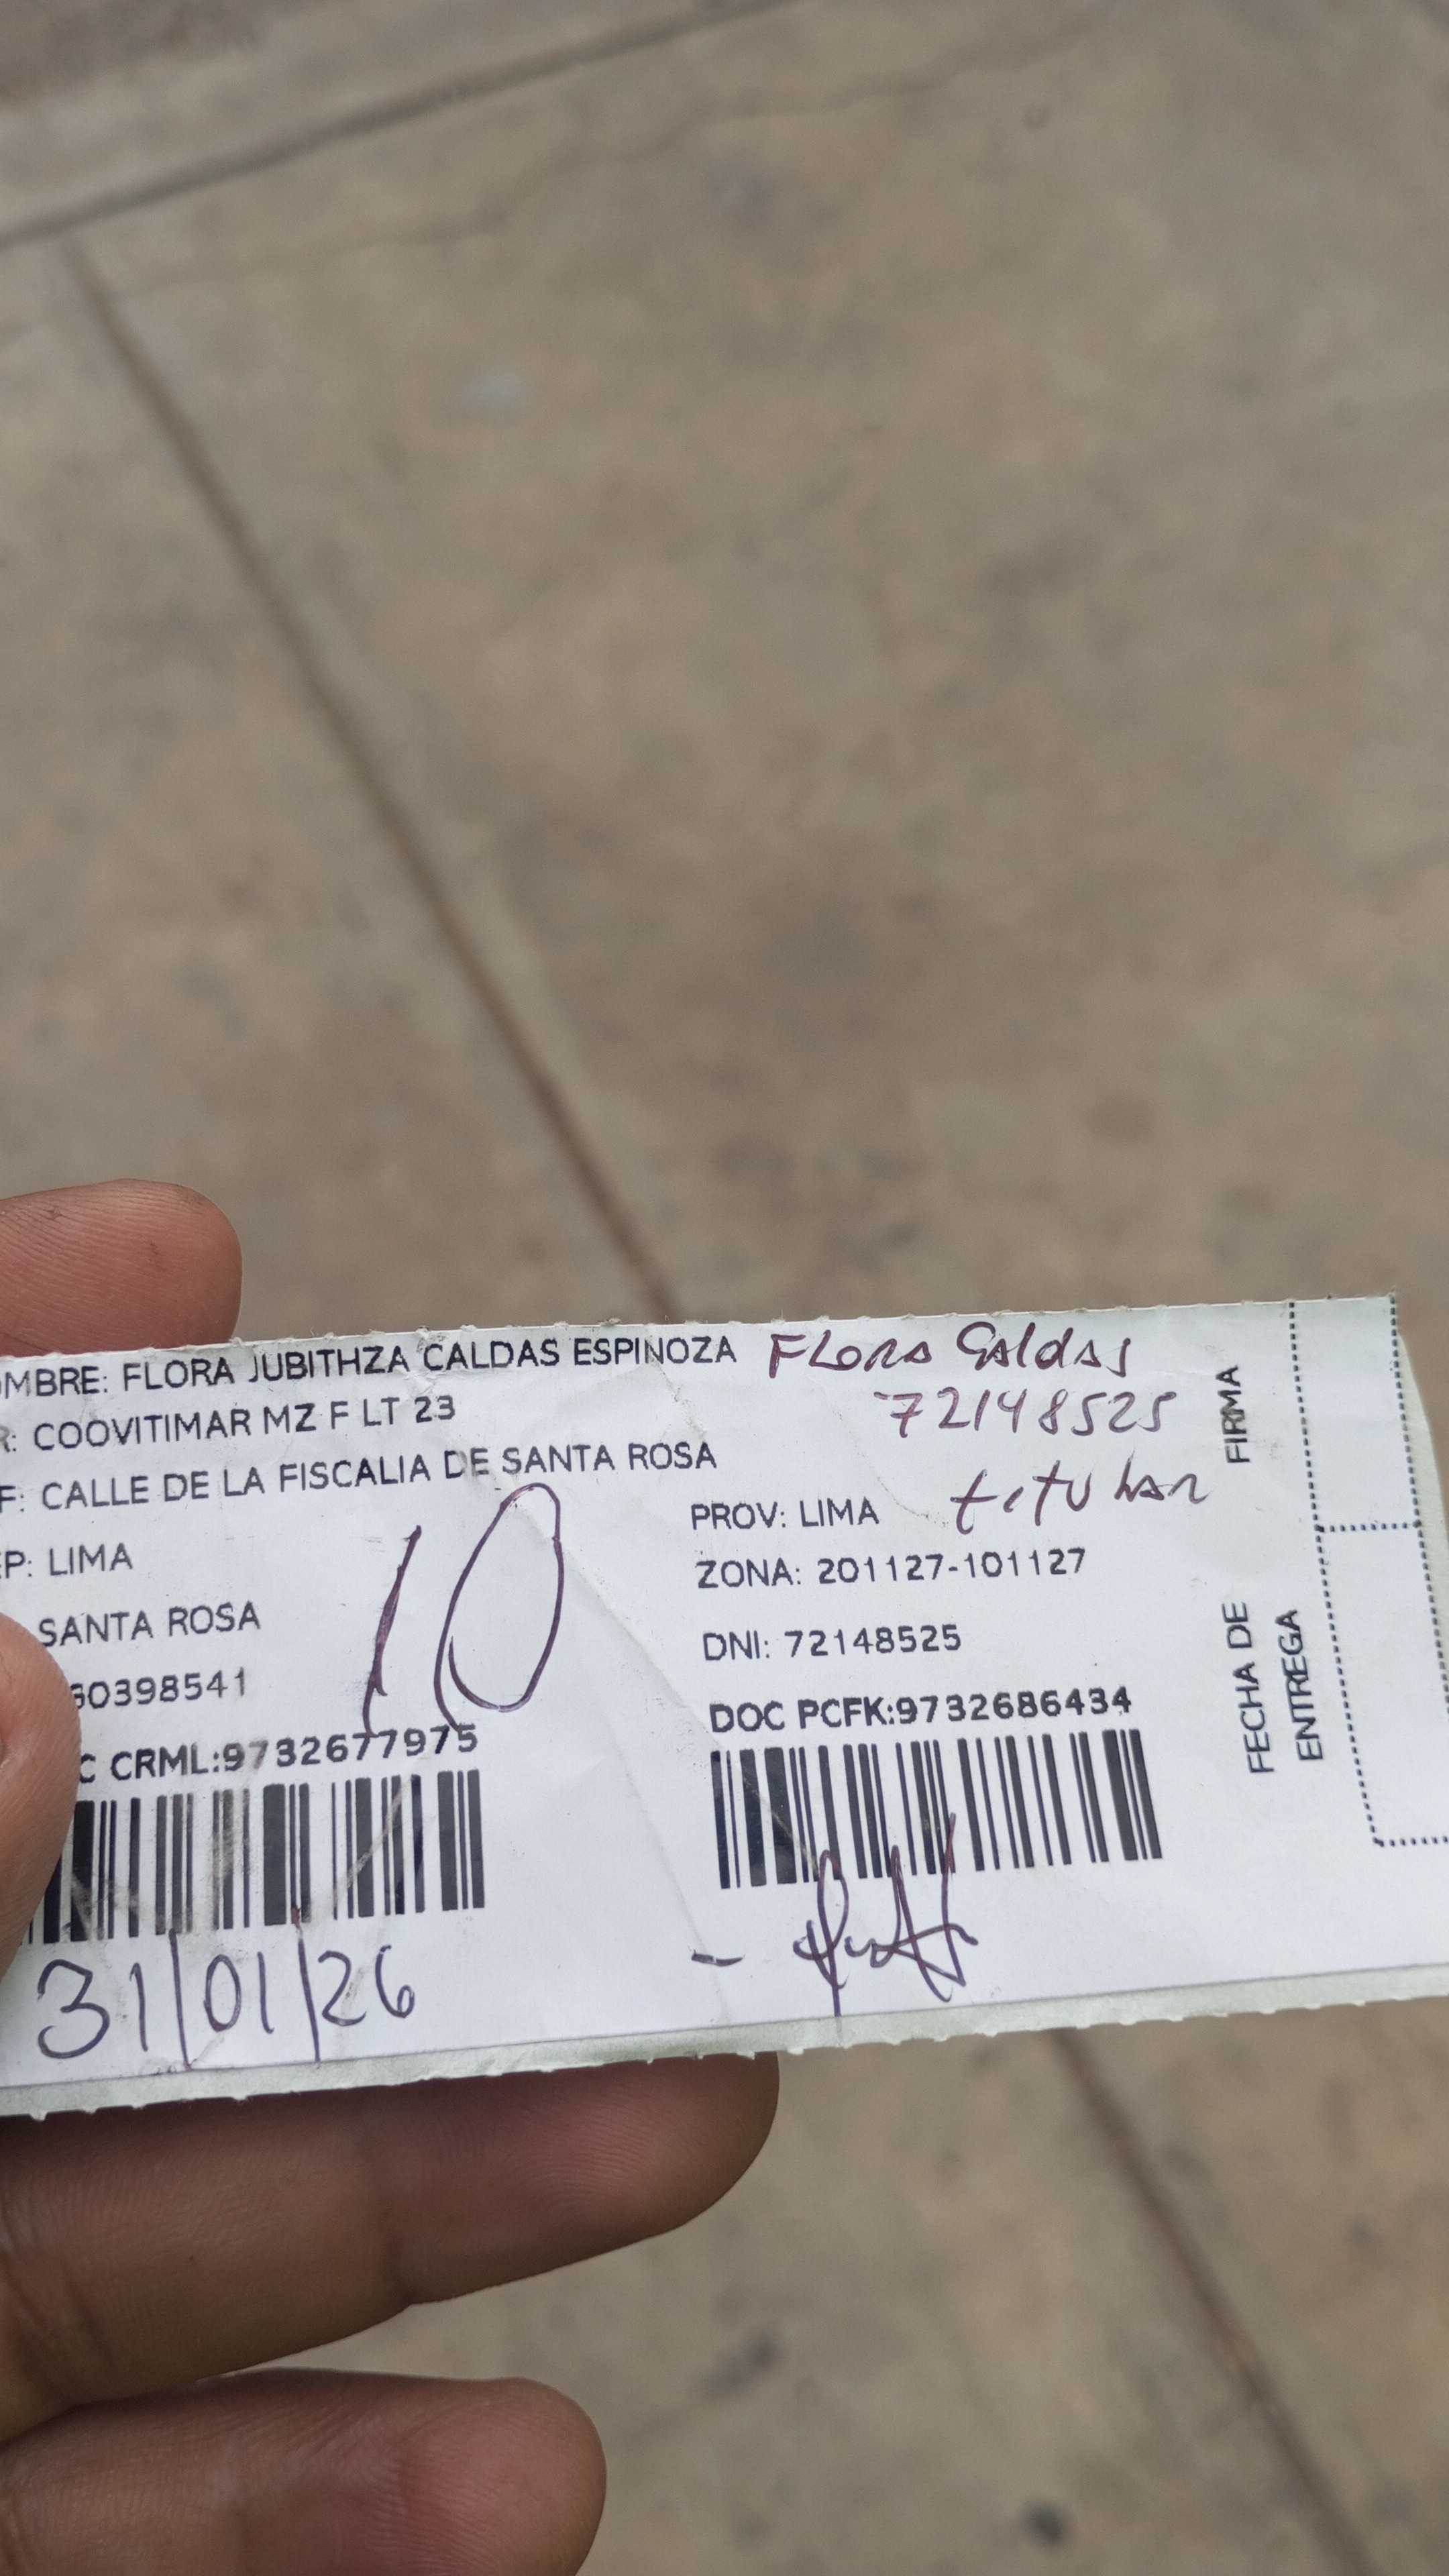 OMBRE: FLORA JUBITHZA CALDAS ESPINOZA
Flora Caldas
R: COOVITIMAR MZ F LT 23
72148525
F: CALLE DE LA FISCALIA DE SANTA ROSA
titular
EP: LIMA
PROV: LIMA
ZONA: 201127-101127
SANTA ROSA
DNI: 72148525
60398541
10
C CRML:9732677975
DOC PCFK:9732686434
FIRMA
FECHA DE
ENTREGA
31/01/26